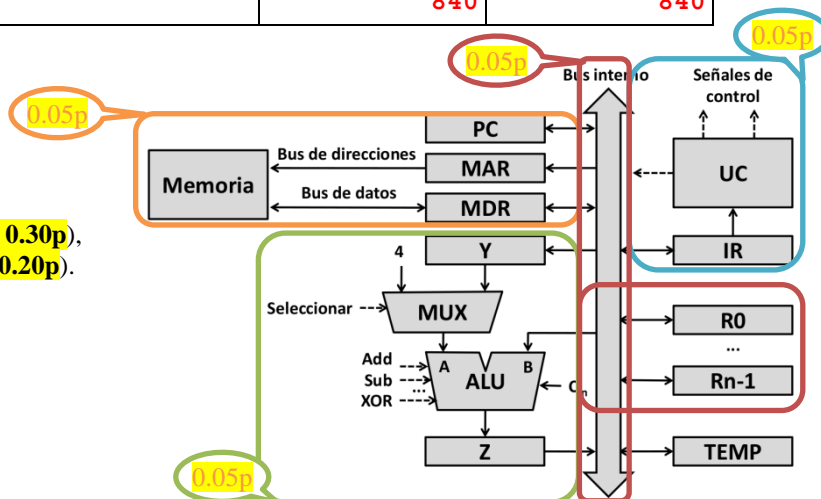 840 840
0.05p
0.05p
Bus interno
Señales de
control
0.05p
PC
Bus de direcciones
MAR
UC
Memoria
Bus de datos
MDR
0.30p),
0.20p).
4
Y
IR
Seleccionar
MUX
R0
...
Add
A
ALU
B
Sub
...
XOR
Rn-1
Z
TEMP
0.05p